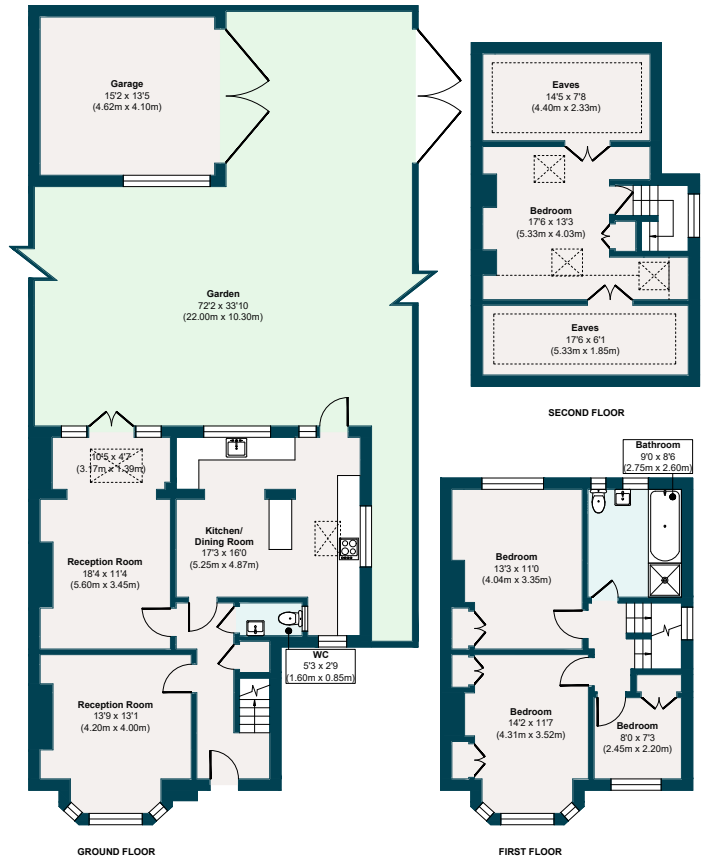 Garage
15'2 x 13'5
(4.62m x 4.10m)
Garden
72'2 x 33'10
(22.00m x 10.30m)
10'5 x 4'7
(3.17m x 1.39m)
Kitchen/
Dining Room
17'3 x 16'0
(5.25m x 4.87m)
Reception Room
18'4 x 11'4
(5.60m x 3.45m)
WC
5'3 x 2'9
(1.60m x 0.85m)
Reception Room
13'9 x 13'1
(4.20m x 4.00m)
GROUND FLOOR
Eaves
14'5 x 7'8
(4.40m x 2.33m)
Bedroom
17'6 x 13'3
(5.33m x 4.03m)
Eaves
17'6 x 6'1
(5.33m x 1.85m)
SECOND FLOOR
Bathroom
9'0 x 8'6
(2.75m x 2.60m)
Bedroom
13'3 x 11'0
(4.04m x 3.35m)
Bedroom
14'2 x 11'7
(4.31m x 3.52m)
Bedroom
8'0 x 7'3
(2.45m x 2.20m)
FIRST FLOOR